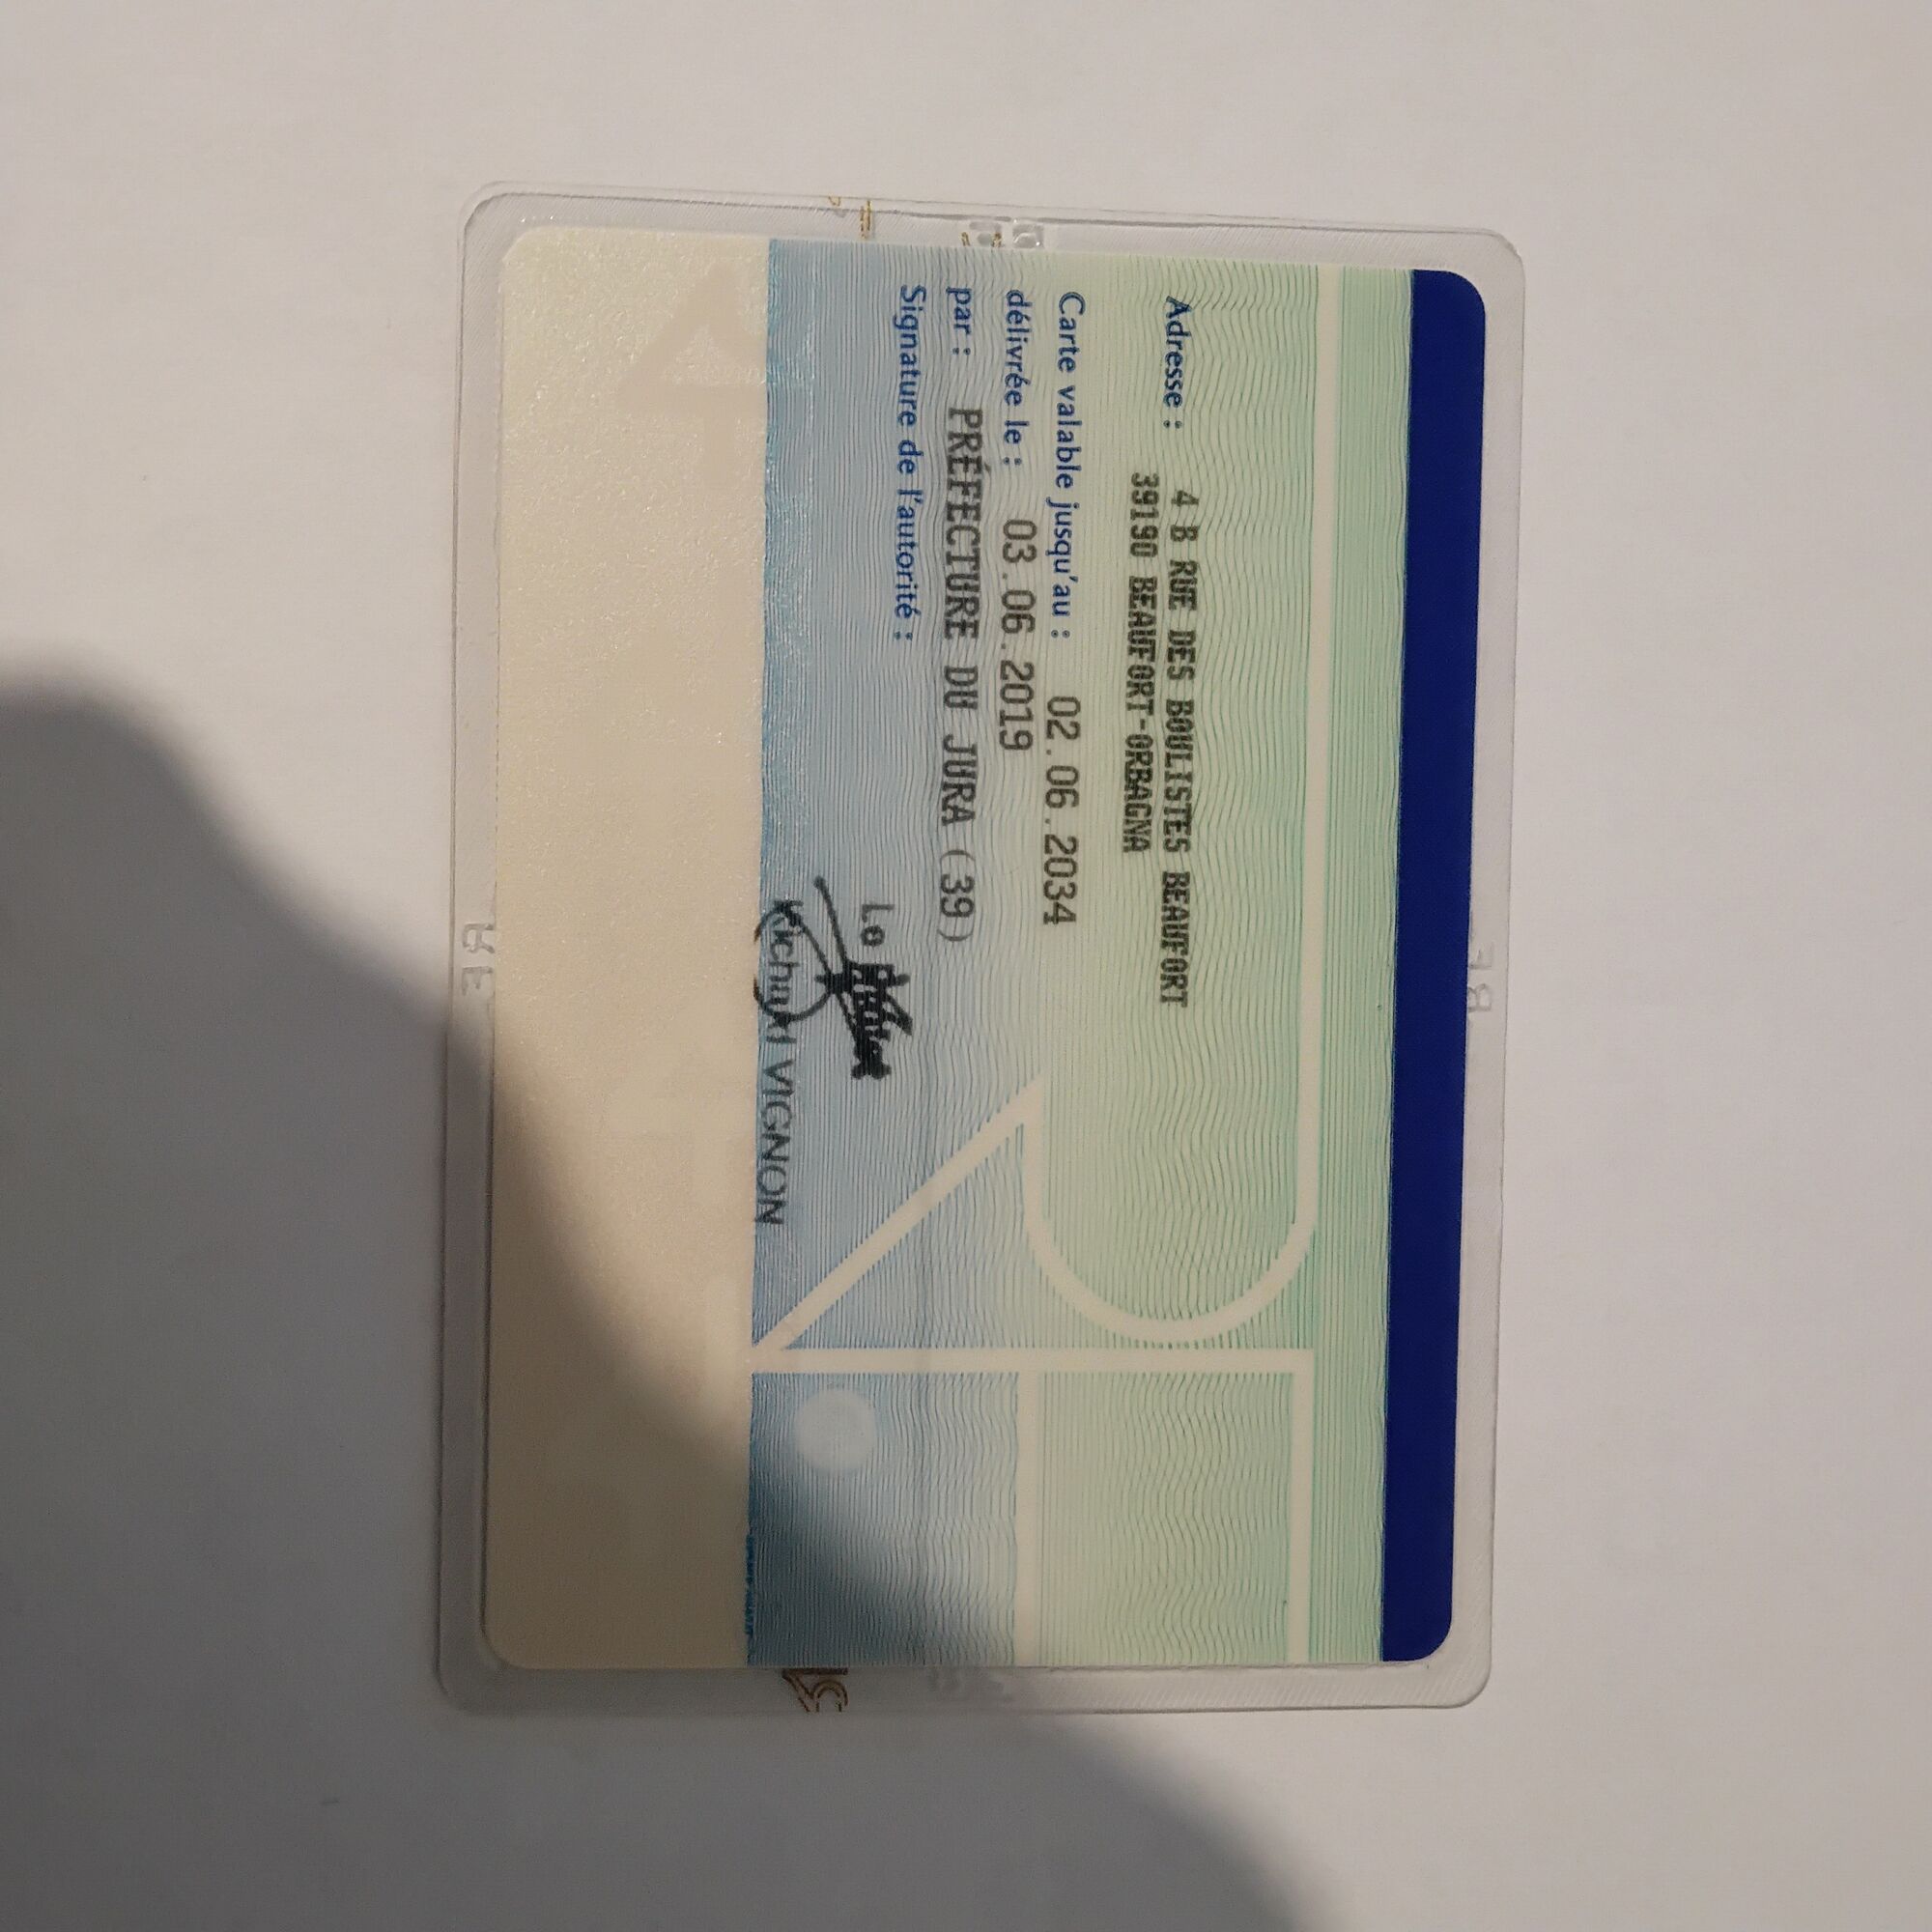 Adresse : 4 B RUE DES BOULISTES BEAUFORT
39190 BEAUFORT-ORBAGNA
Carte valable jusqu'au : 02.06.2034
délivrée le : 03.06.2019
par : PRÉFECTURE DU JURA (39)
Signature de l'autorité :
Le
Richard VIGNON